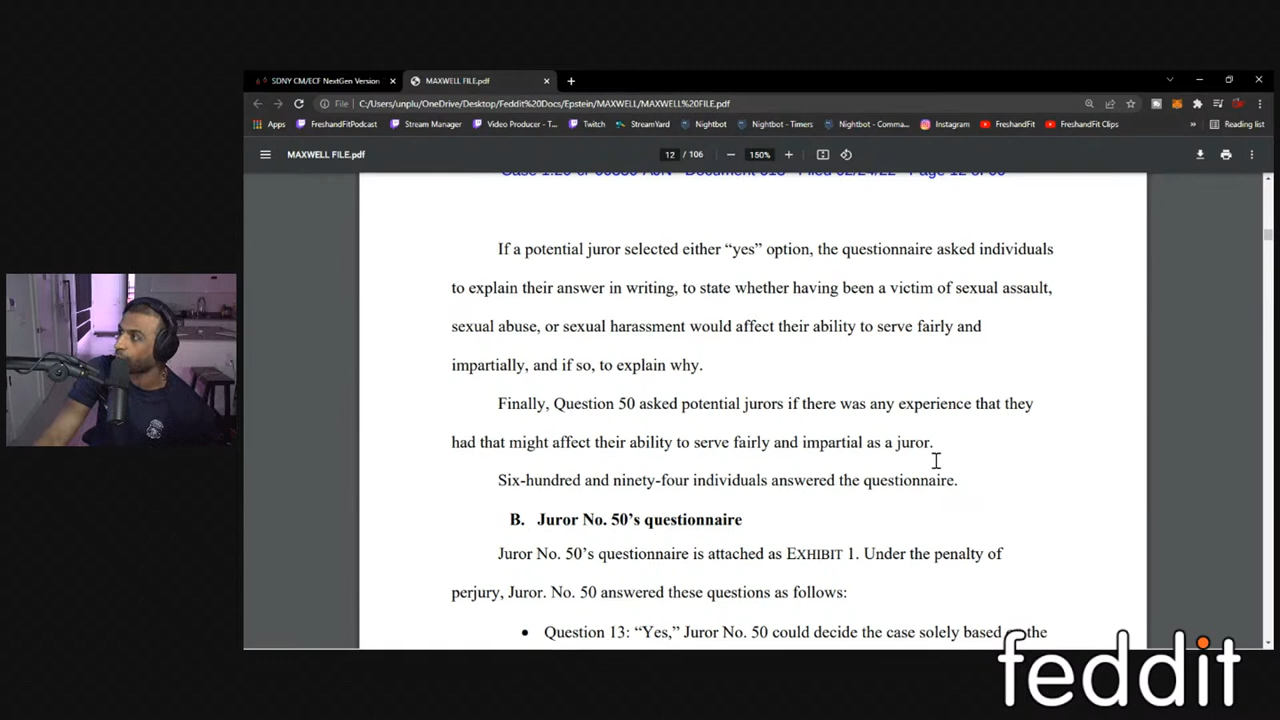 SDNY CM/ECF NextGen Version
MAXWELL FILE.pdf
File
C:/Users/unplu/OneDrive/Desktop/Feddit%20Docs/Epstein/MAXWELL/MAXWELL%20FILE.pdf
Apps FreshandFitPodcast Stream Manager Video Producer - T... Twitch StreamYard Nightbot Nightbot - Timers Nightbot - Comma... Instagram FreshandFit FreshandFit Clips » Reading list
MAXWELL FILE.pdf 12 / 106 150%
If a potential juror selected either “yes” option, the questionnaire asked individuals
to explain their answer in writing, to state whether having been a victim of sexual assault,
sexual abuse, or sexual harassment would affect their ability to serve fairly and
impartially, and if so, to explain why.
Finally, Question 50 asked potential jurors if there was any experience that they
had that might affect their ability to serve fairly and impartial as a juror.
Six-hundred and ninety-four individuals answered the questionnaire.
B. Juror No. 50’s questionnaire
Juror No. 50’s questionnaire is attached as EXHIBIT 1. Under the penalty of
perjury, Juror. No. 50 answered these questions as follows:
• Question 13: “Yes,” Juror No. 50 could decide the case solely based on the
feddit